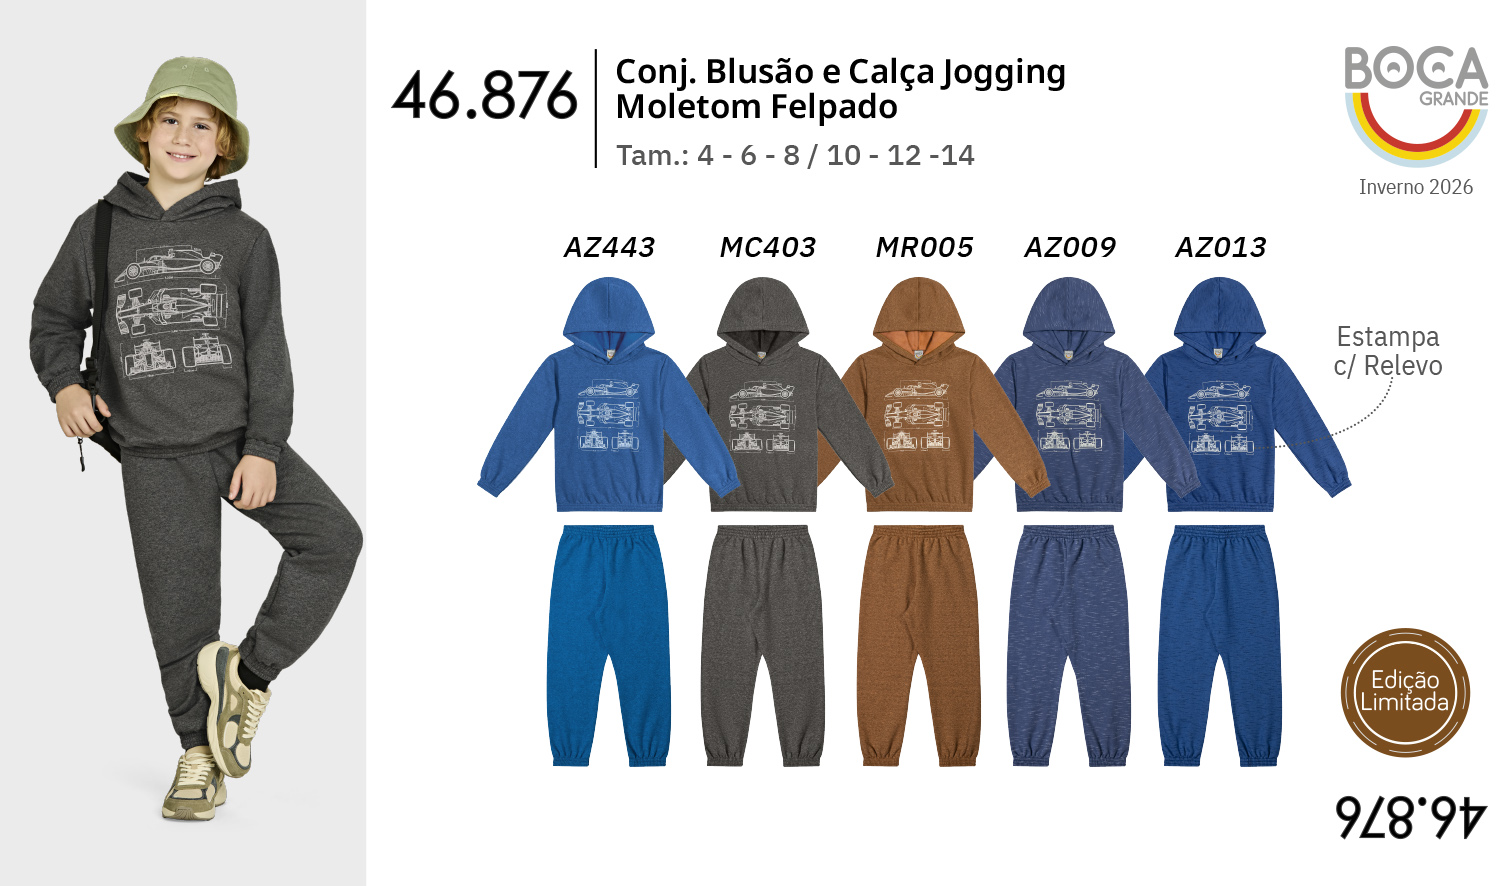 46.876
Conj. Blusão e Calça Jogging
Moletom Felpado
Tam.: 4 - 6 - 8 / 10 - 12 -14
BOCA
GRANDE
Inverno 2026
AZ443
MC403
MR005
AZ009
AZ013
Estampa
c/ Relevo
Edição
Limitada
46.876